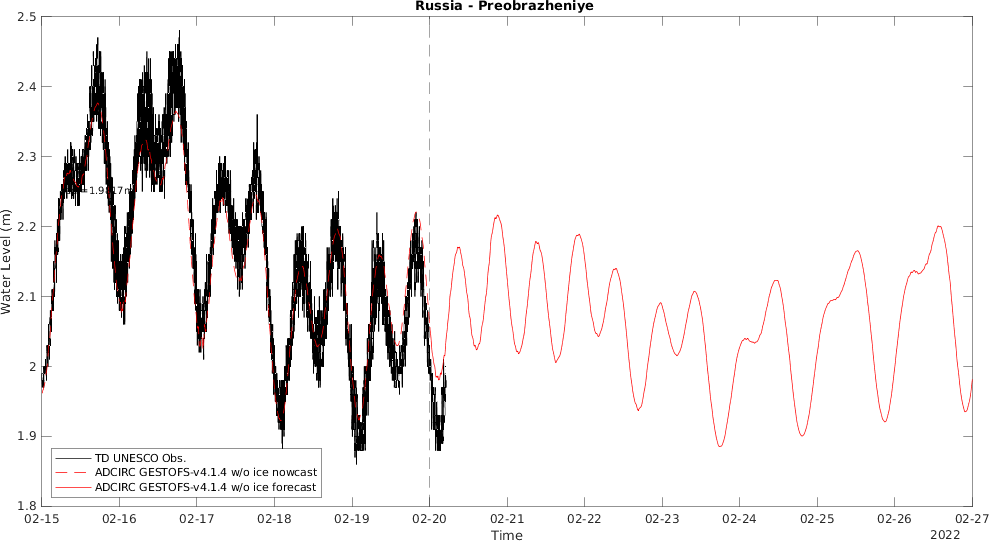 Russia - Preobrazheniye
Water Level (m)
2.5
2.4
2.3
2.2
2.1
2
1.9
1.8
TD UNESCO Obs.
ADCIRC GESTOFS-v4.1.4 w/o ice nowcast
ADCIRC GESTOFS-v4.1.4 w/o ice forecast
02-15 02-16 02-17 02-18 02-19 02-20 02-21 02-22 02-23 02-24 02-25 02-26 02-27
Time
2022